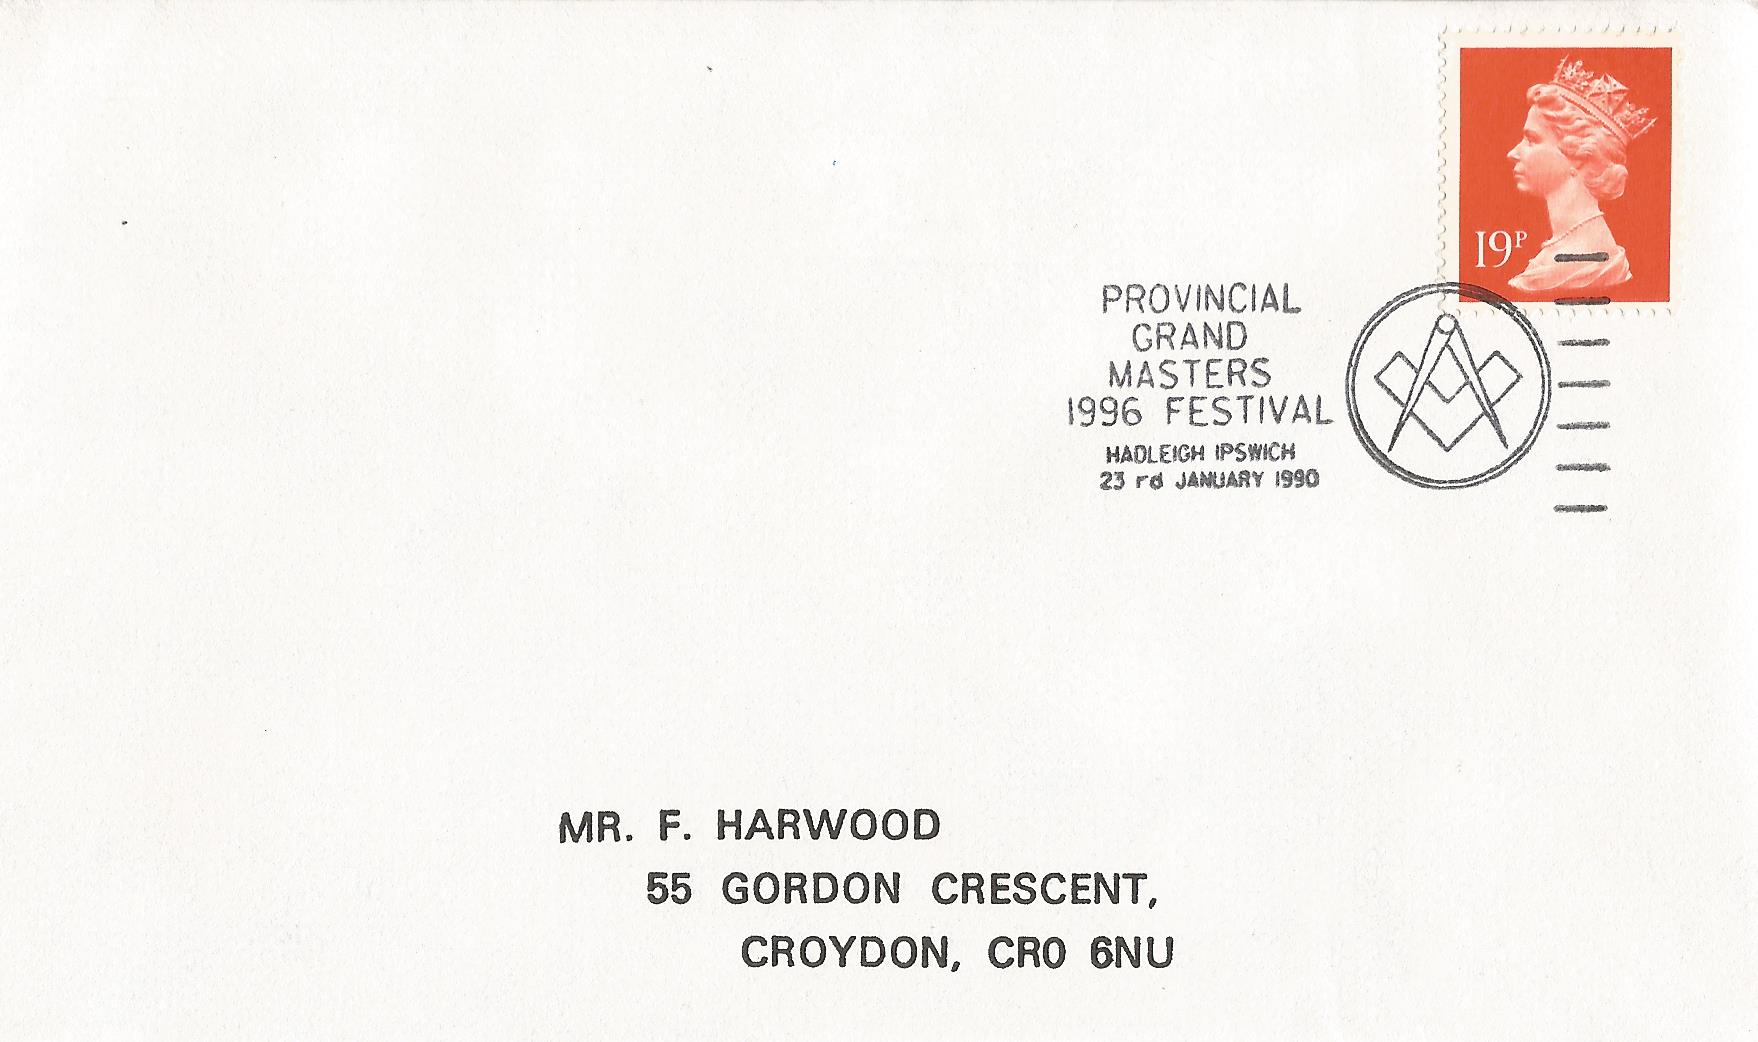 19P
PROVINCIAL
GRAND
MASTERS
1996 FESTIVAL
HADLEIGH IPSWICH
23 rd JANUARY 1990
MR. F. HARWOOD
55 GORDON CRESCENT,
CROYDON, CR0 6NU